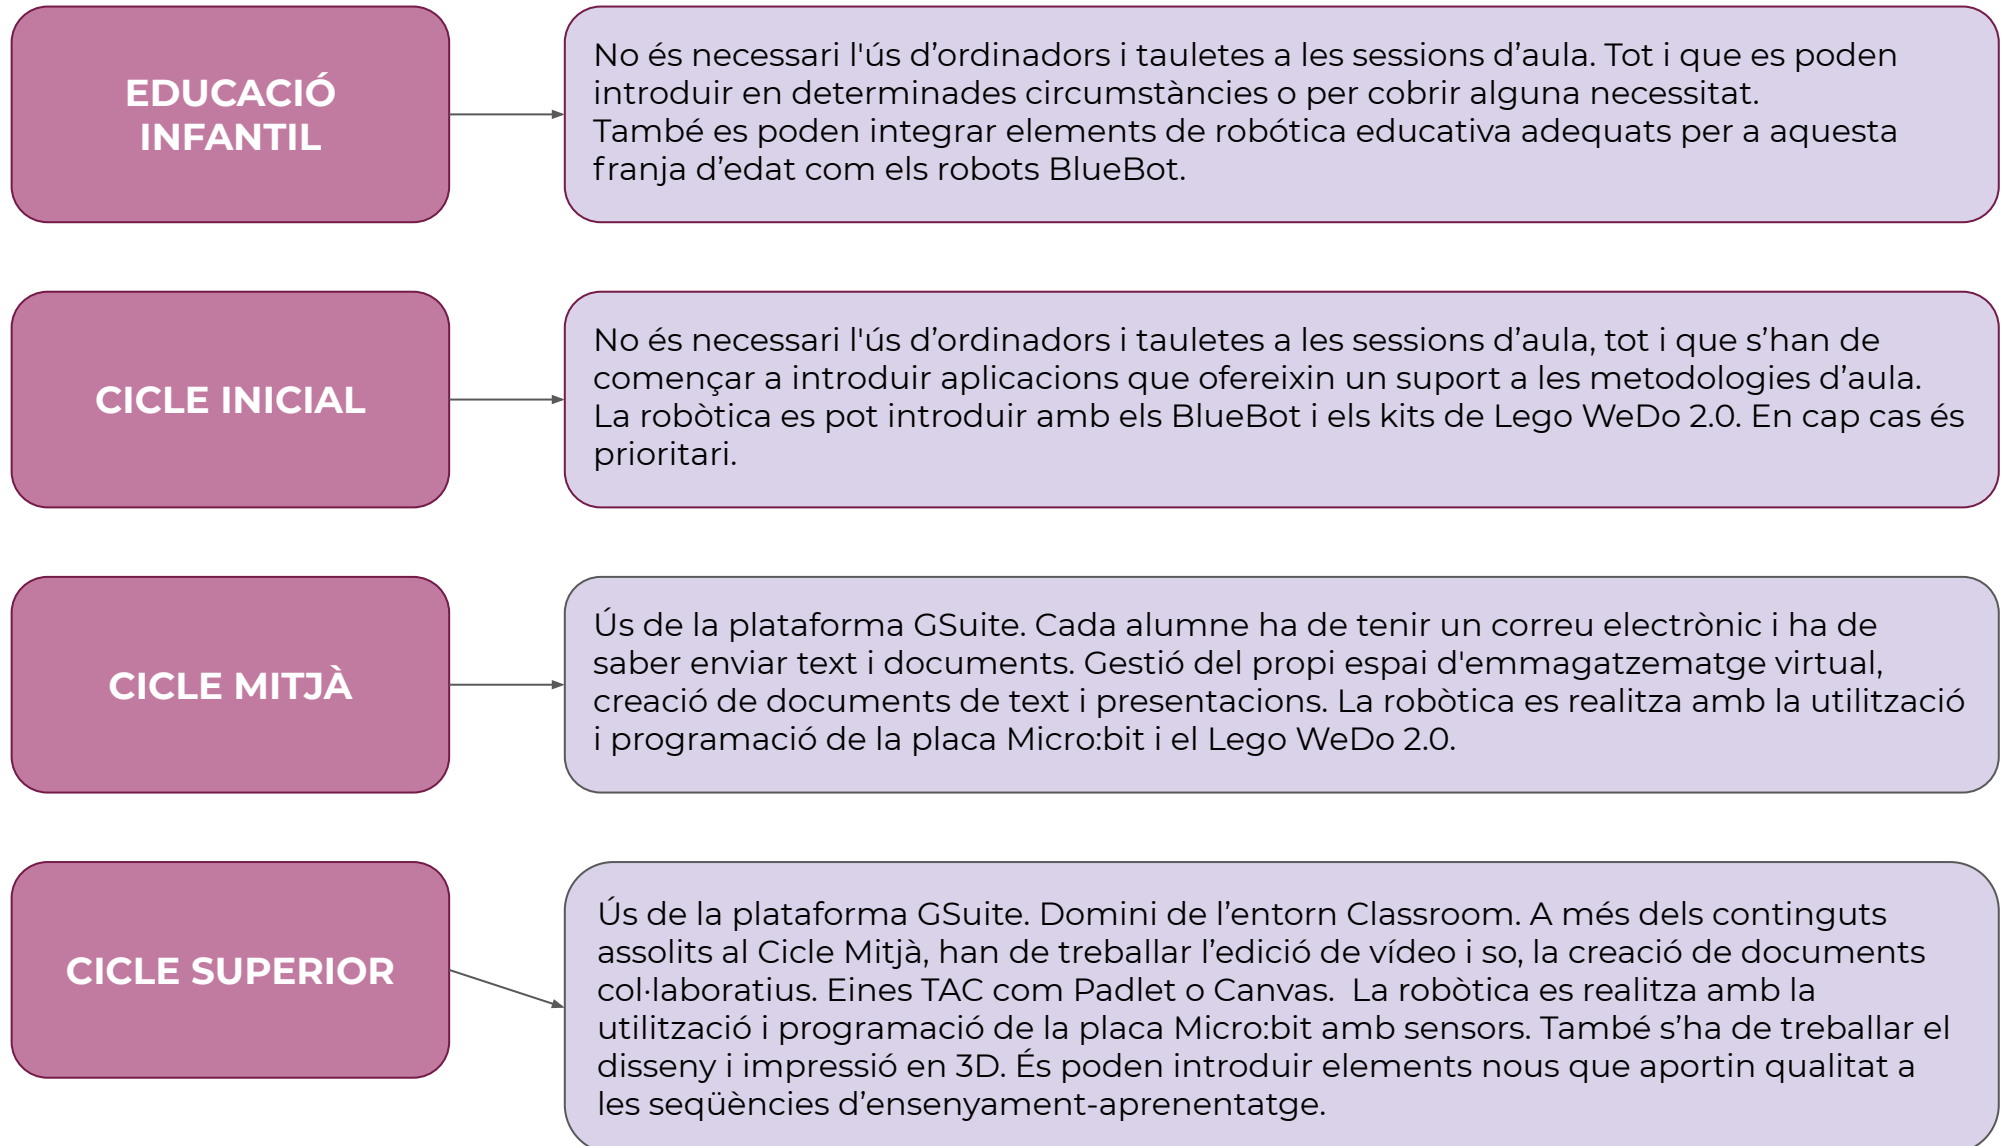 EDUCACIÓ
INFANTIL
No és necessari l'ús d’ordinadors i tauletes a les sessions d’aula. Tot i que es poden
introduir en determinades circumstàncies o per cobrir alguna necessitat.
També es poden integrar elements de robótica educativa adequats per a aquesta
franja d’edat com els robots BlueBot.
CICLE INICIAL
No és necessari l'ús d’ordinadors i tauletes a les sessions d’aula, tot i que s’han de
començar a introduir aplicacions que ofereixin un suport a les metodologies d’aula.
La robòtica es pot introduir amb els BlueBot i els kits de Lego WeDo 2.0. En cap cas és
prioritari.
CICLE MITJÀ
Ús de la plataforma GSuite. Cada alumne ha de tenir un correu electrònic i ha de
saber enviar text i documents. Gestió del propi espai d'emmagatzematge virtual,
creació de documents de text i presentacions. La robòtica es realitza amb la utilització
i programació de la placa Micro:bit i el Lego WeDo 2.0.
CICLE SUPERIOR
Ús de la plataforma GSuite. Domini de l’entorn Classroom. A més dels continguts
assolits al Cicle Mitjà, han de treballar l’edició de vídeo i so, la creació de documents
col·laboratius. Eines TAC com Padlet o Canvas.  La robòtica es realitza amb la
utilització i programació de la placa Micro:bit amb sensors. També s’ha de treballar el
disseny i impressió en 3D. És poden introduir elements nous que aportin qualitat a
les seqüències d’ensenyament-aprenentatge.